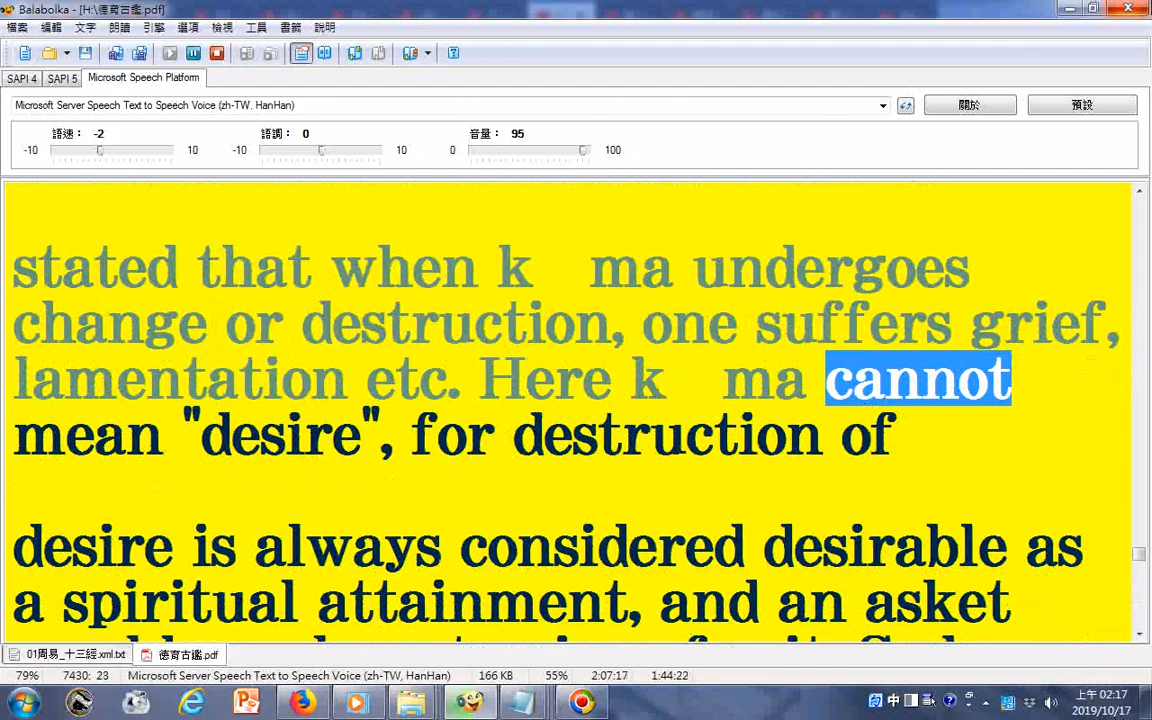 Balabolka - [H:\德育古鑑.pdf]
檔案 編輯 文字 朗讀 引擎 選項 檢視 工具 書籤 說明
SAPI 4 SAPI 5 Microsoft Speech Platform
Microsoft Server Speech Text to Speech Voice (zh-TW, HanHan) 關於 預設
語速： -2 語調： 0 音量： 95
-10 10 -10 10 0 100
stated that when k ma undergoes
change or destruction, one suffers grief,
lamentation etc. Here k ma cannot
mean "desire", for destruction of
desire is always considered desirable as
a spiritual attainment, and an asket
01周易_十三經.xml.txt 德育古鑑.pdf
79% 7430: 23 Microsoft Server Speech Text to Speech Voice (zh-TW, HanHan) 166 KB 55% 2:07:17 1:44:22
中 上午 02:17
2019/10/17